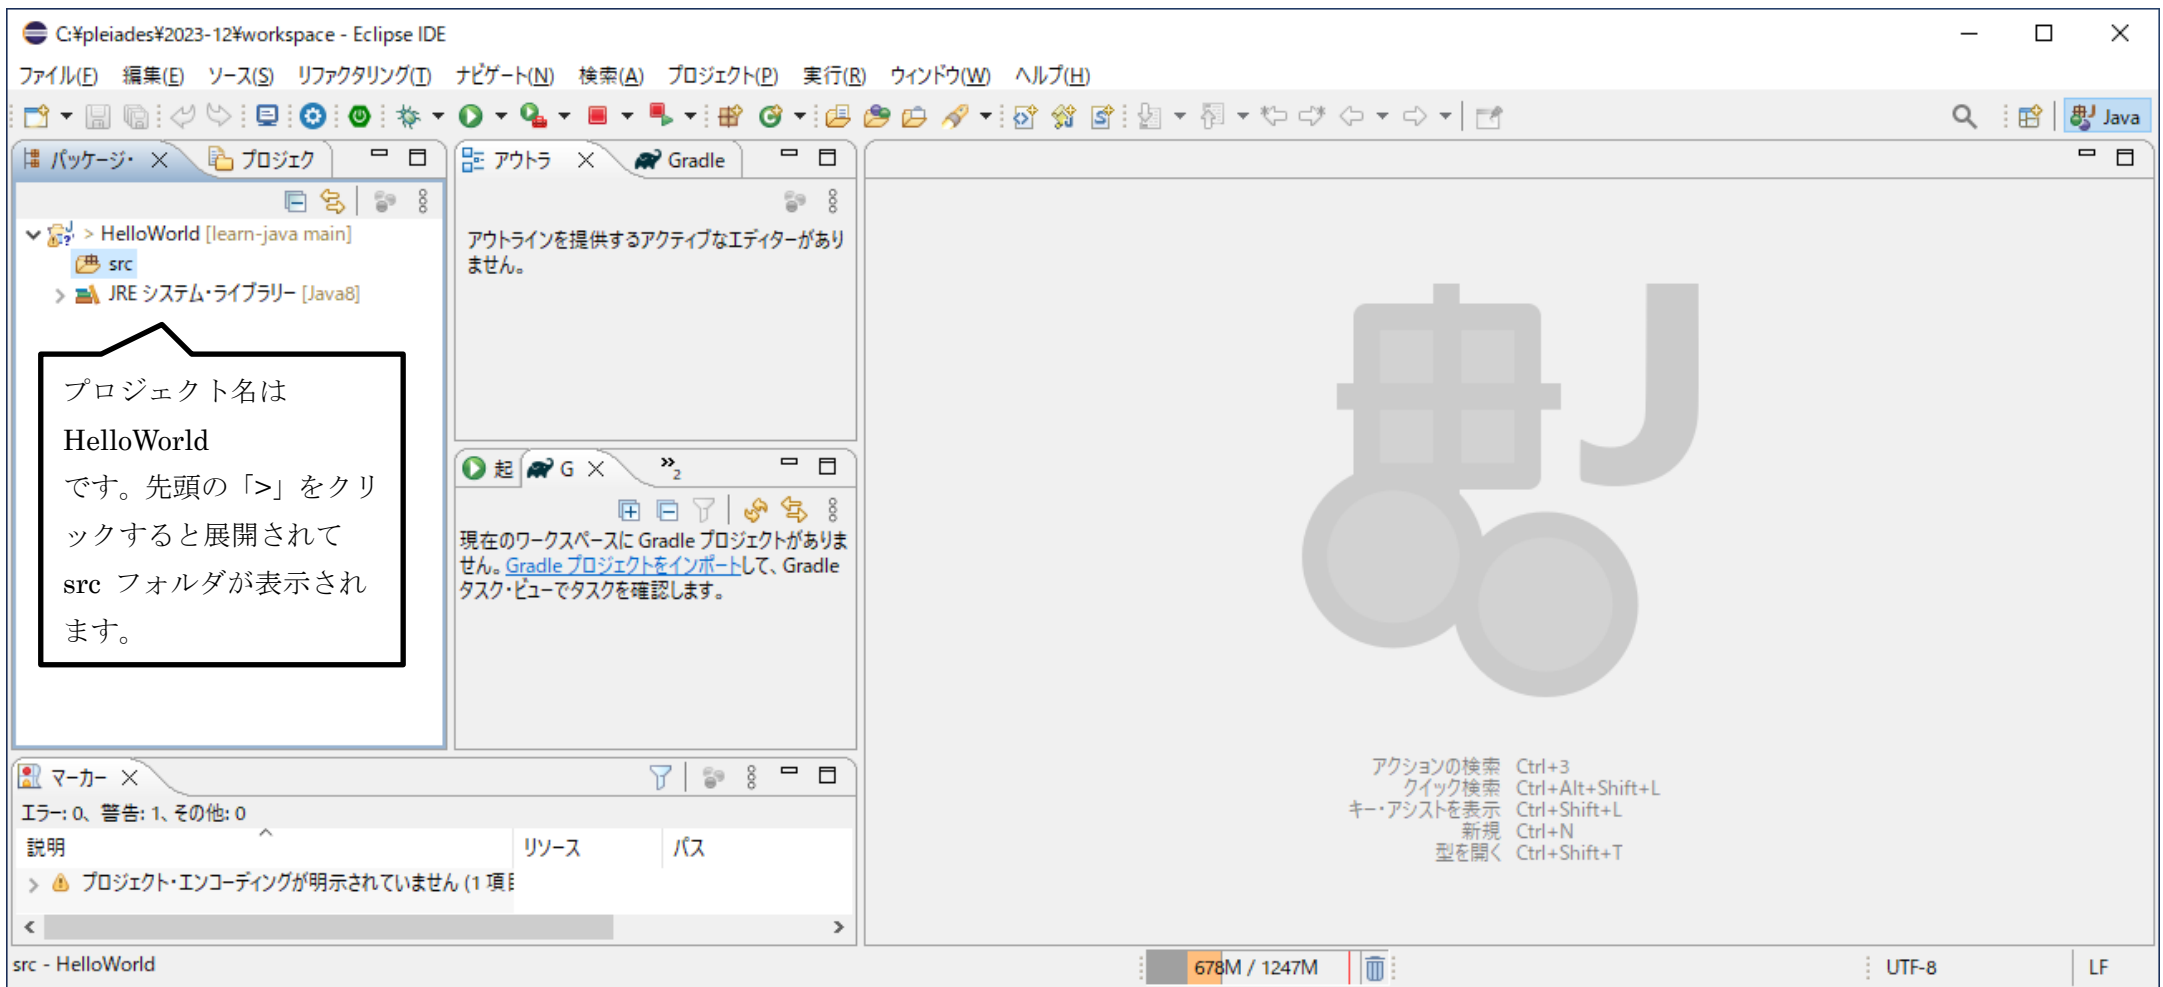 C:¥pleiades¥2023-12¥workspace - Eclipse IDE
ファイル(F) 編集(E) ソース(S) リファクタリング(T) ナビゲート(N) 検索(A) プロジェクト(P) 実行(R) ウィンドウ(W) ヘルプ(H)
Java
パッケージ・ プロジェク
アウトラ Gradle
> HelloWorld [learn-java main]
src
JRE システム・ライブラリー [Java8]
アウトラインを提供するアクティブなエディターがあり
ません。
プロジェクト名は
HelloWorld
です。先頭の「>」をクリ
ックすると展開されて
src フォルダが表示され
ます。
起 G »2
現在のワークスペースに Gradle プロジェクトがありま
せん。Gradle プロジェクトをインポートして、Gradle
タスク・ビューでタスクを確認します。
マーカー
エラー: 0、警告: 1、その他: 0
説明 リソース パス
プロジェクト・エンコーディングが明示されていません (1 項目
アクションの検索 Ctrl+3
クイック検索 Ctrl+Alt+Shift+L
キー・アシストを表示 Ctrl+Shift+L
新規 Ctrl+N
型を開く Ctrl+Shift+T
src - HelloWorld
678M / 1247M
UTF-8
LF